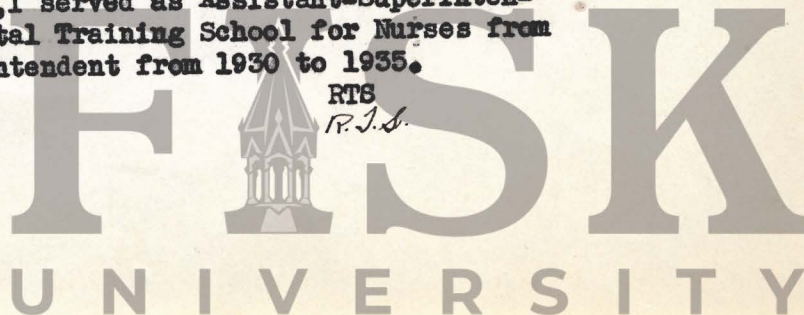 ,I served as Assistant-Superinten-
tal Training School for Nurses from
ntendent from 1930 to 1935.
RTS
R.T.S.
FISK
UNIVERSITY